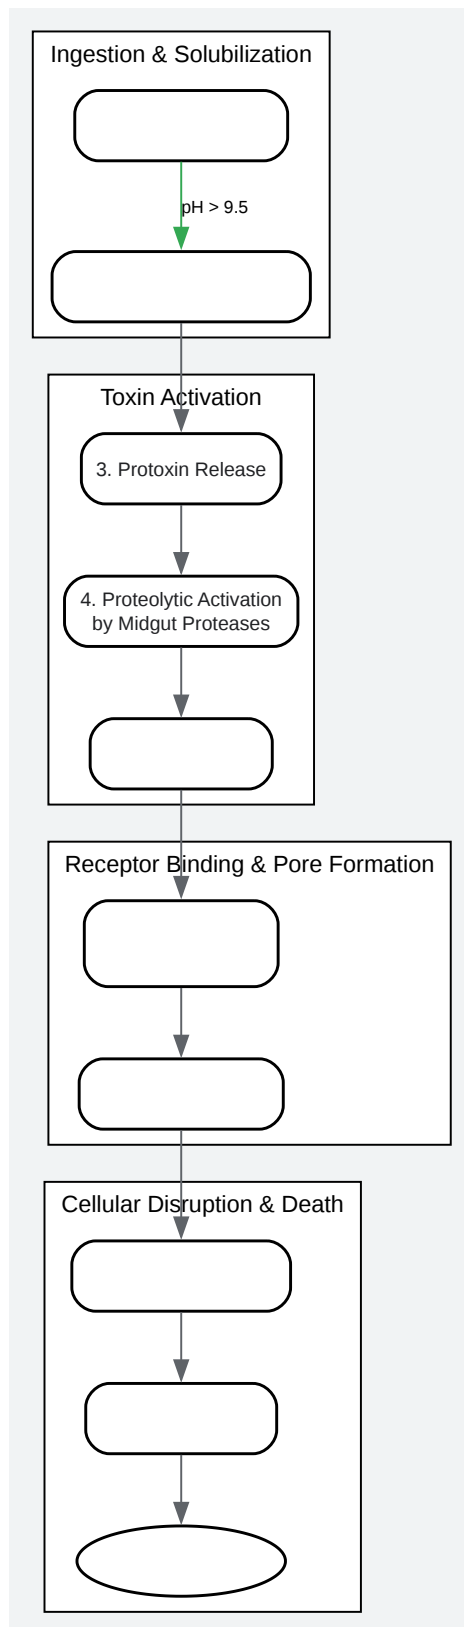 Ingestion & Solubilization
pH > 9.5
Toxin Activation
3. Protoxin Release
4. Proteolytic Activation
by Midgut Proteases
Receptor Binding & Pore Formation
Cellular Disruption & Death